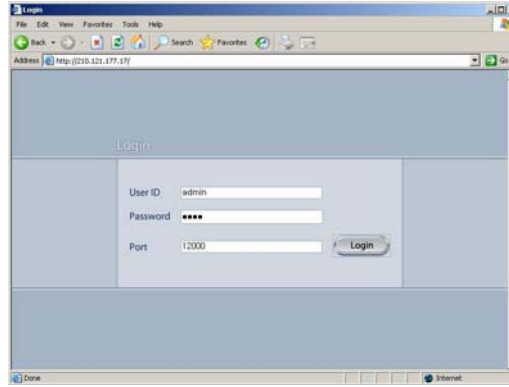 Login
File Edit View Favorites Tools Help
Back Search Favorites
Address http://210.121.177.17/ Go
Login
User ID admin
Password ••••
Port 12000 Login
Done Internet